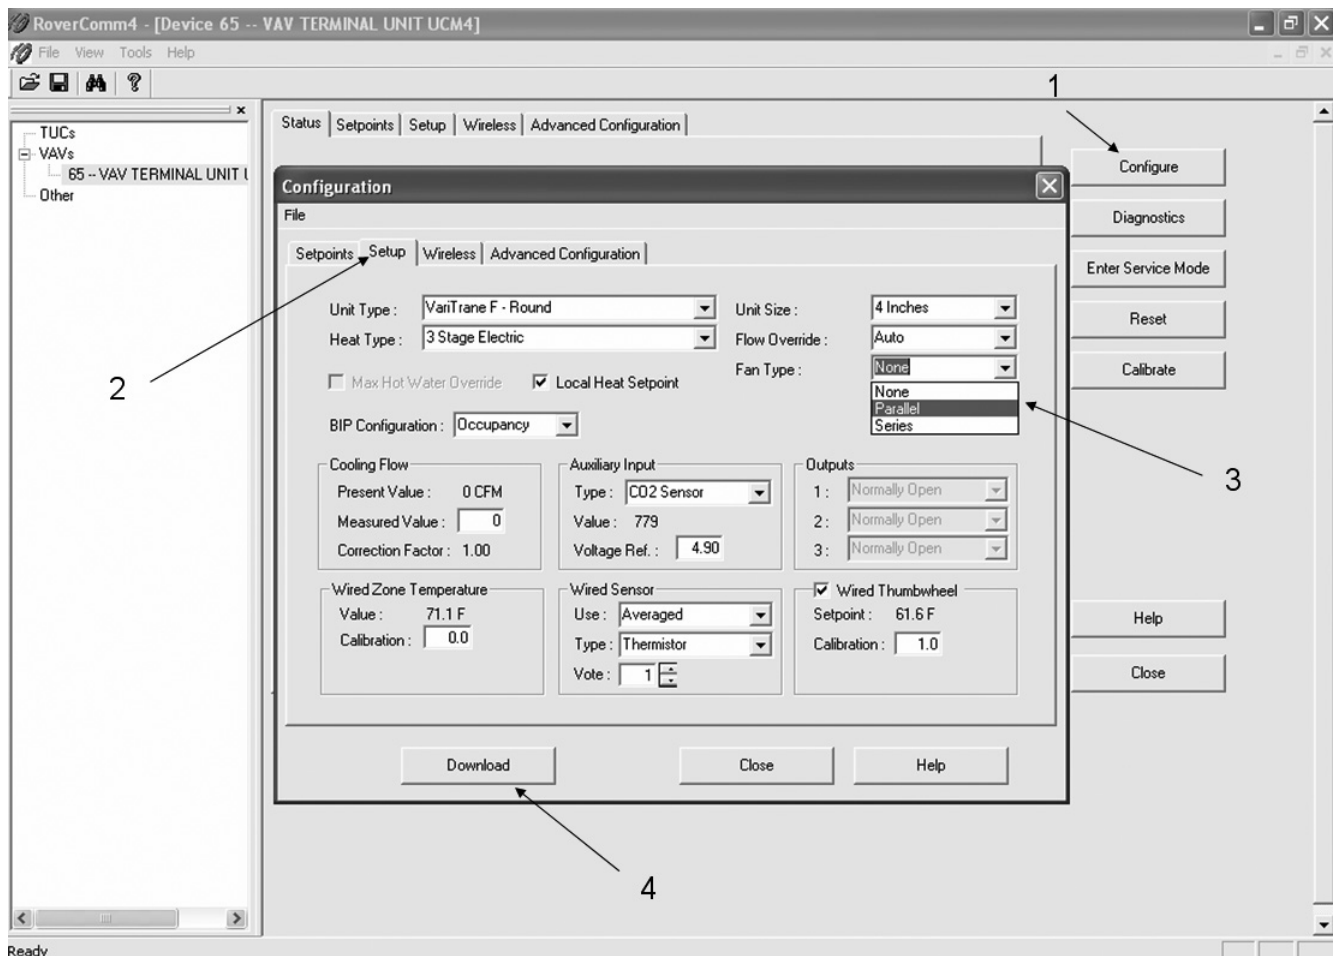 RoverComm4 - [Device 65 -- VAV TERMINAL UNIT UCM4]
File View Tools Help
1
TUCs
VAVs
65 -- VAV TERMINAL UNIT
Other
Status Setpoints Setup Wireless Advanced Configuration
Configure
Diagnostics
Enter Service Mode
Reset
Calibrate
Help
Close
Configuration
File
Setpoints Setup Wireless Advanced Configuration
2
Unit Type : VariTrane F - Round
Unit Size : 4 Inches
Heat Type : 3 Stage Electric
Flow Override : Auto
Max Hot Water Override Local Heat Setpoint
Fan Type : None
None
Parallel
Series
3
BIP Configuration : Occupancy
Cooling Flow
Present Value : 0 CFM
Measured Value : 0
Correction Factor : 1.00
Auxiliary Input
Type : CO2 Sensor
Value : 779
Voltage Ref. : 4.90
Outputs
1 : Normally Open
2 : Normally Open
3 : Normally Open
Wired Zone Temperature
Value : 71.1 F
Calibration : 0.0
Wired Sensor
Use : Averaged
Type : Thermistor
Vote : 1
Wired Thumbwheel
Setpoint : 61.6 F
Calibration : 1.0
Download Close Help
4
Ready